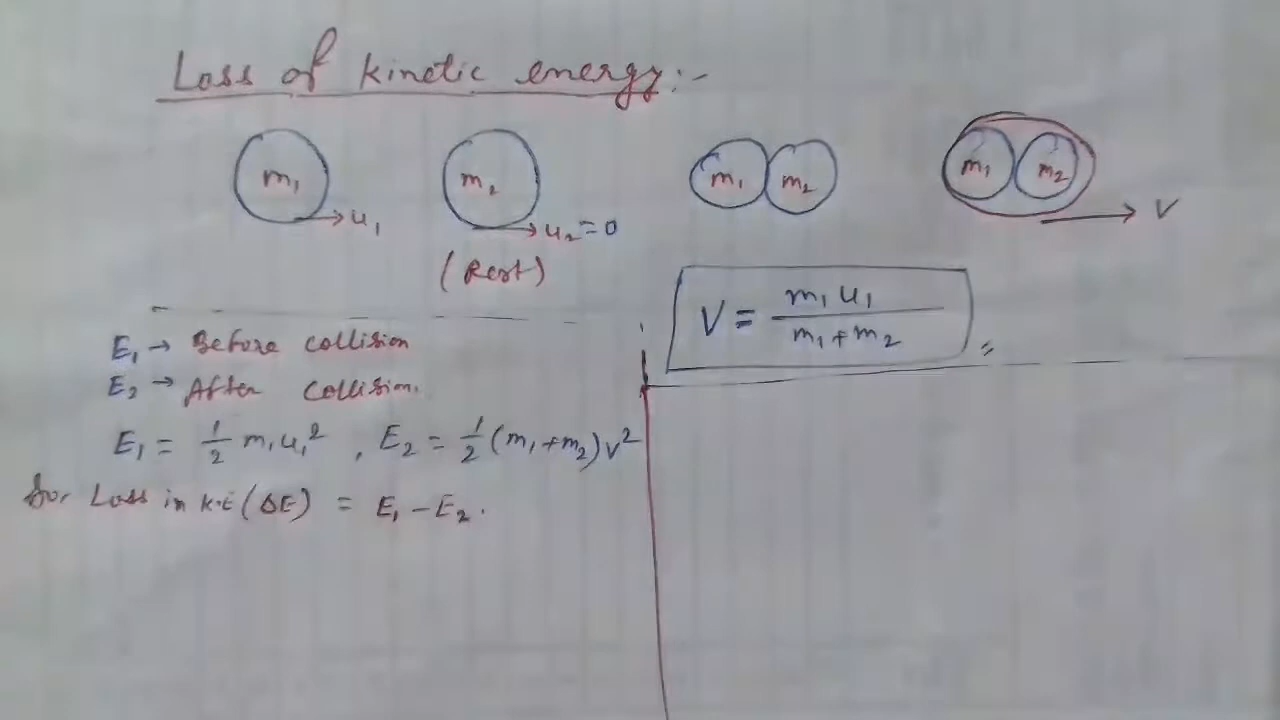 Loss of kinetic energy:-
m₁ m₂ m₁ m₂ m₁ m₂
→u₁ →u₂=0 → V
(Rest)
V = m₁u₁ / m₁+m₂
E₁ → Before collision
E₂ → After Collision.
E₁ = 1/2 m₁u₁², E₂ = 1/2 (m₁+m₂)v²
for Loss in K.E (ΔE) = E₁ - E₂.